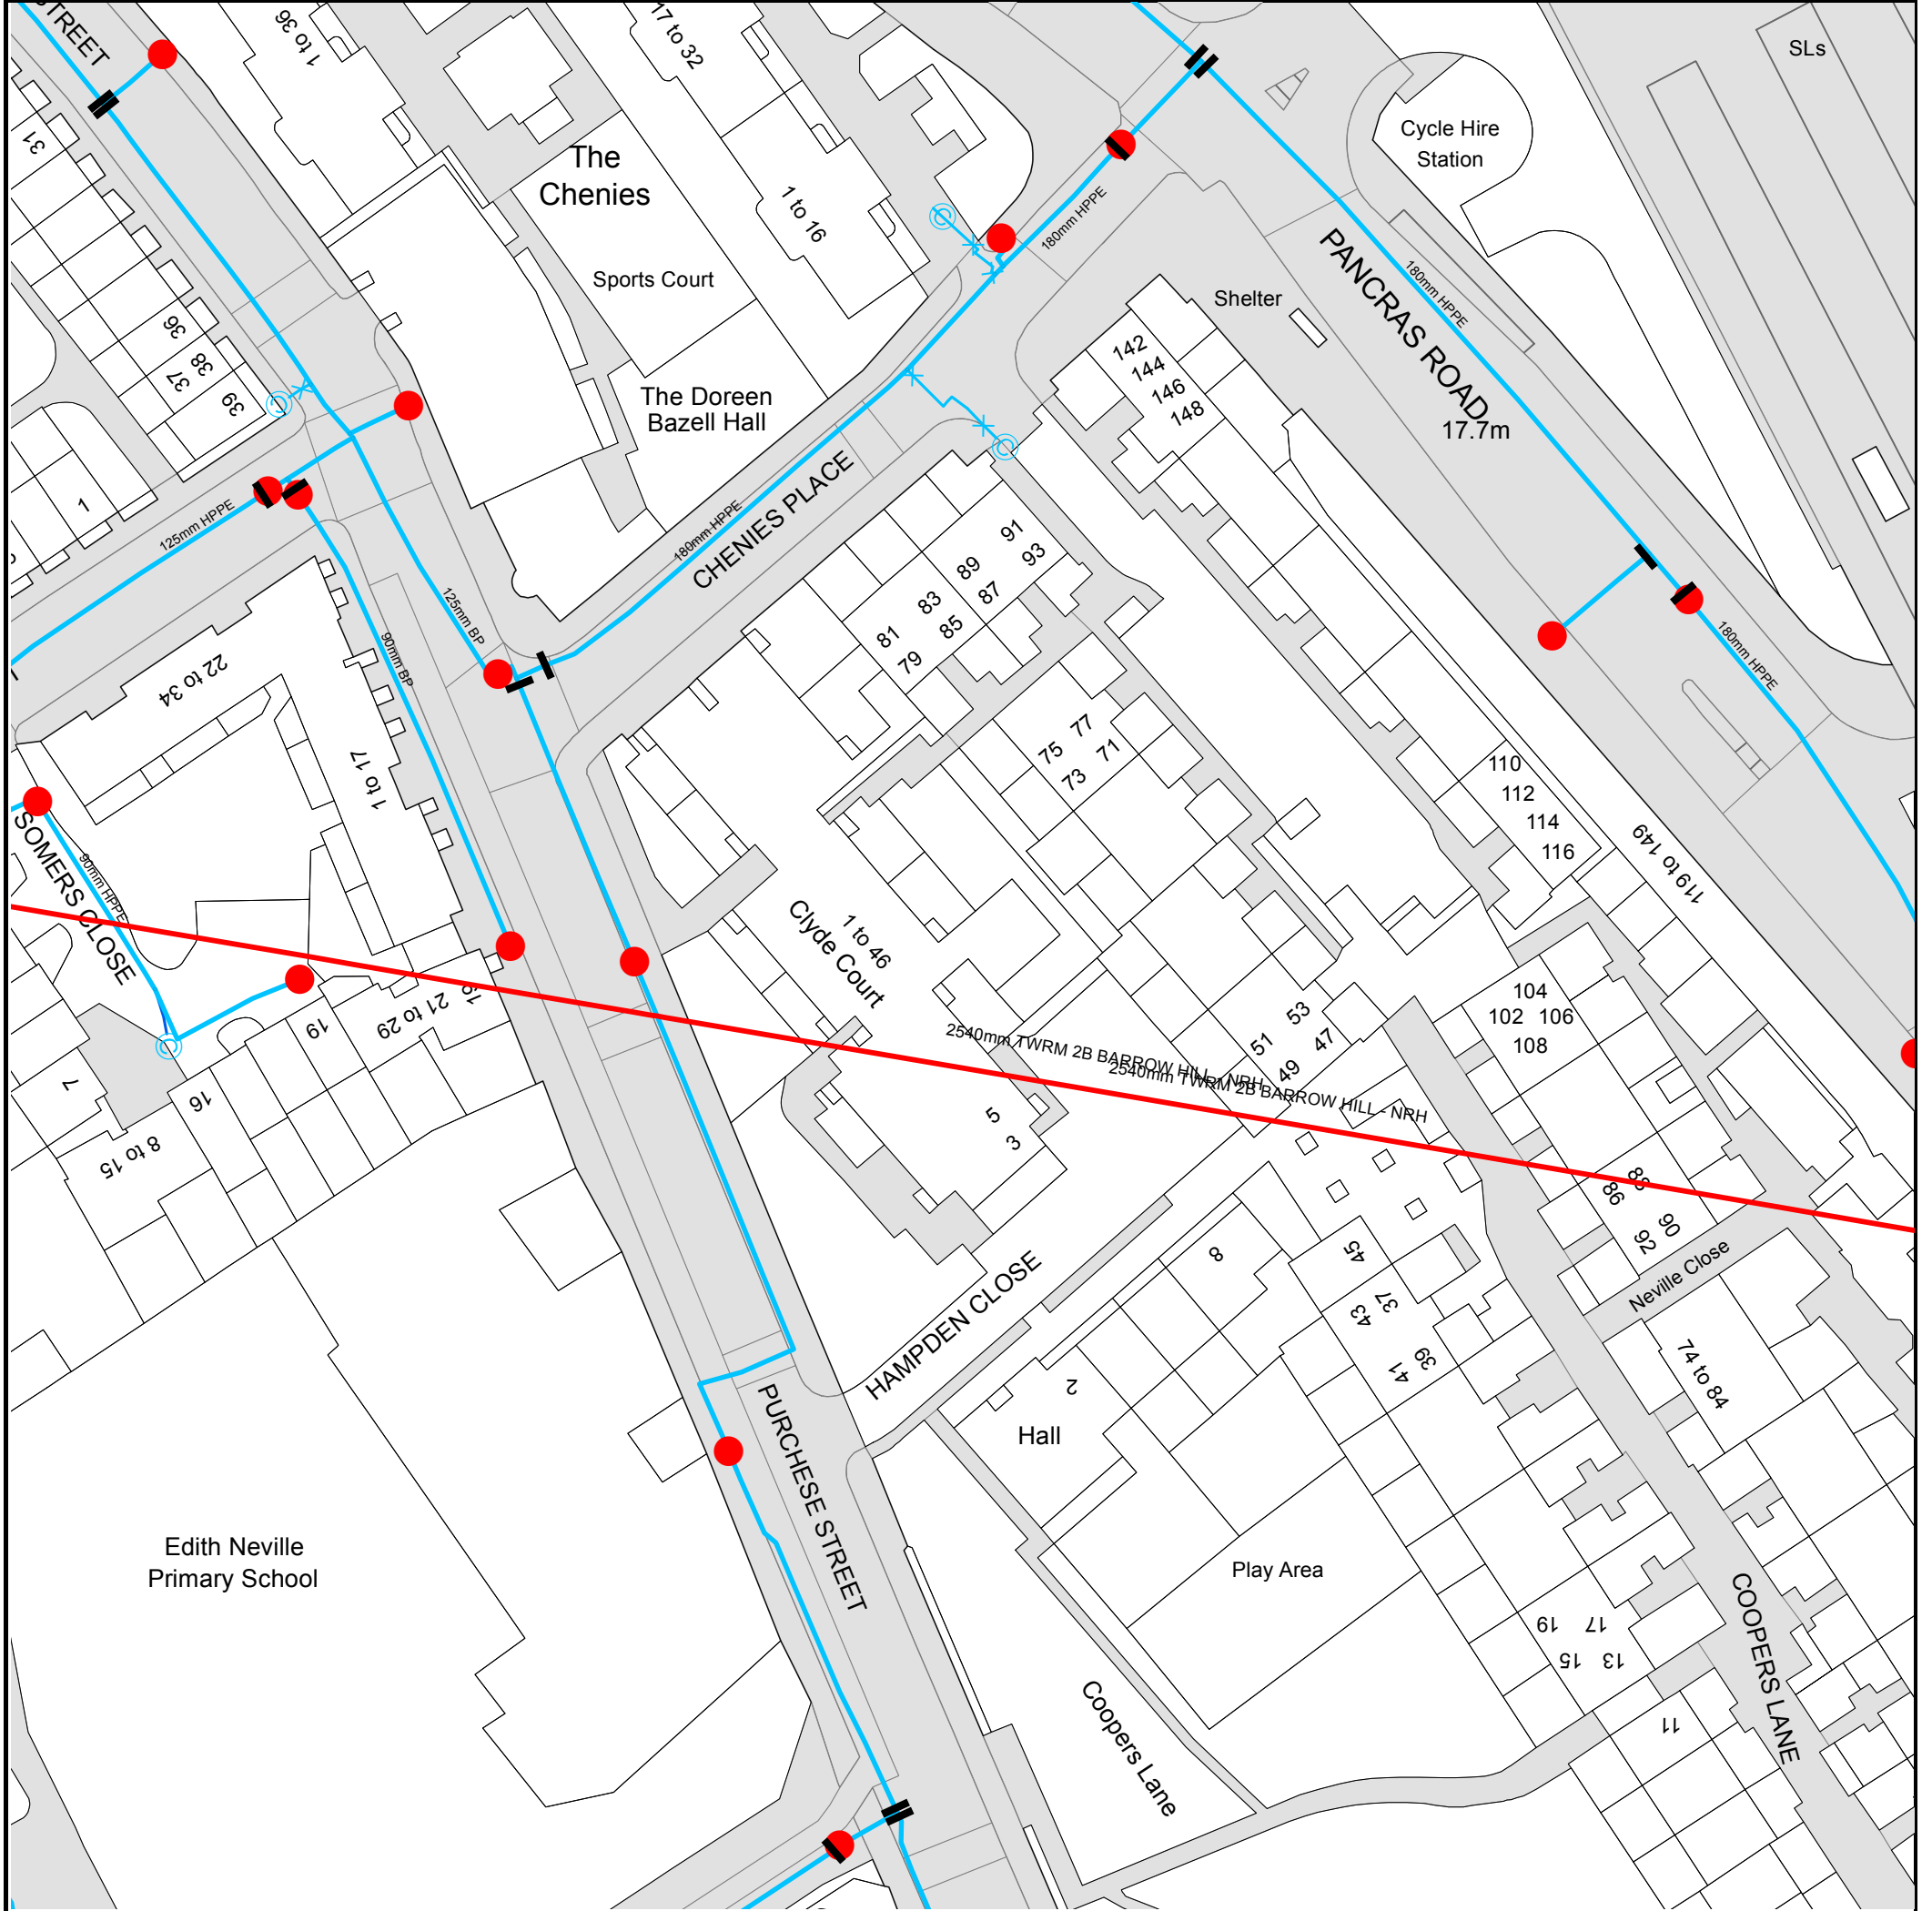 STREET
1 to 36
17 to 32
SLs
31
The
Chenies
Cycle Hire
Station
1 to 16
180mm HPPE
Sports Court
Shelter
PANCRAS ROAD
180mm HPPE
17.7m
36
38
37
39
The Doreen
Bazell Hall
142
144
146
148
1
125mm HPPE
180mm HPPE
CHENIES PLACE
91
93
89
87
83
85
81
79
125mm BP
90mm BP
180mm HPPE
22 to 34
1 to 17
77
75
71
73
110
112
114
116
119 to 149
SOMERS CLOSE
90mm HPPE
1 to 46
Clyde Court
19
21 to 29
19
53
51
47
49
104
102
106
108
2540mm TWRM 2B BARROW HILL - NRH
2540mm TWRM 2B BARROW HILL - NRH
7
16
8 to 15
5
3
88
86
90
92
Neville Close
HAMPDEN CLOSE
8
45
37
43
39
41
74 to 84
2
Hall
PURCHESE STREET
Edith Neville
Primary School
Play Area
19
17
15
13
COOPERS LANE
Coopers Lane
11